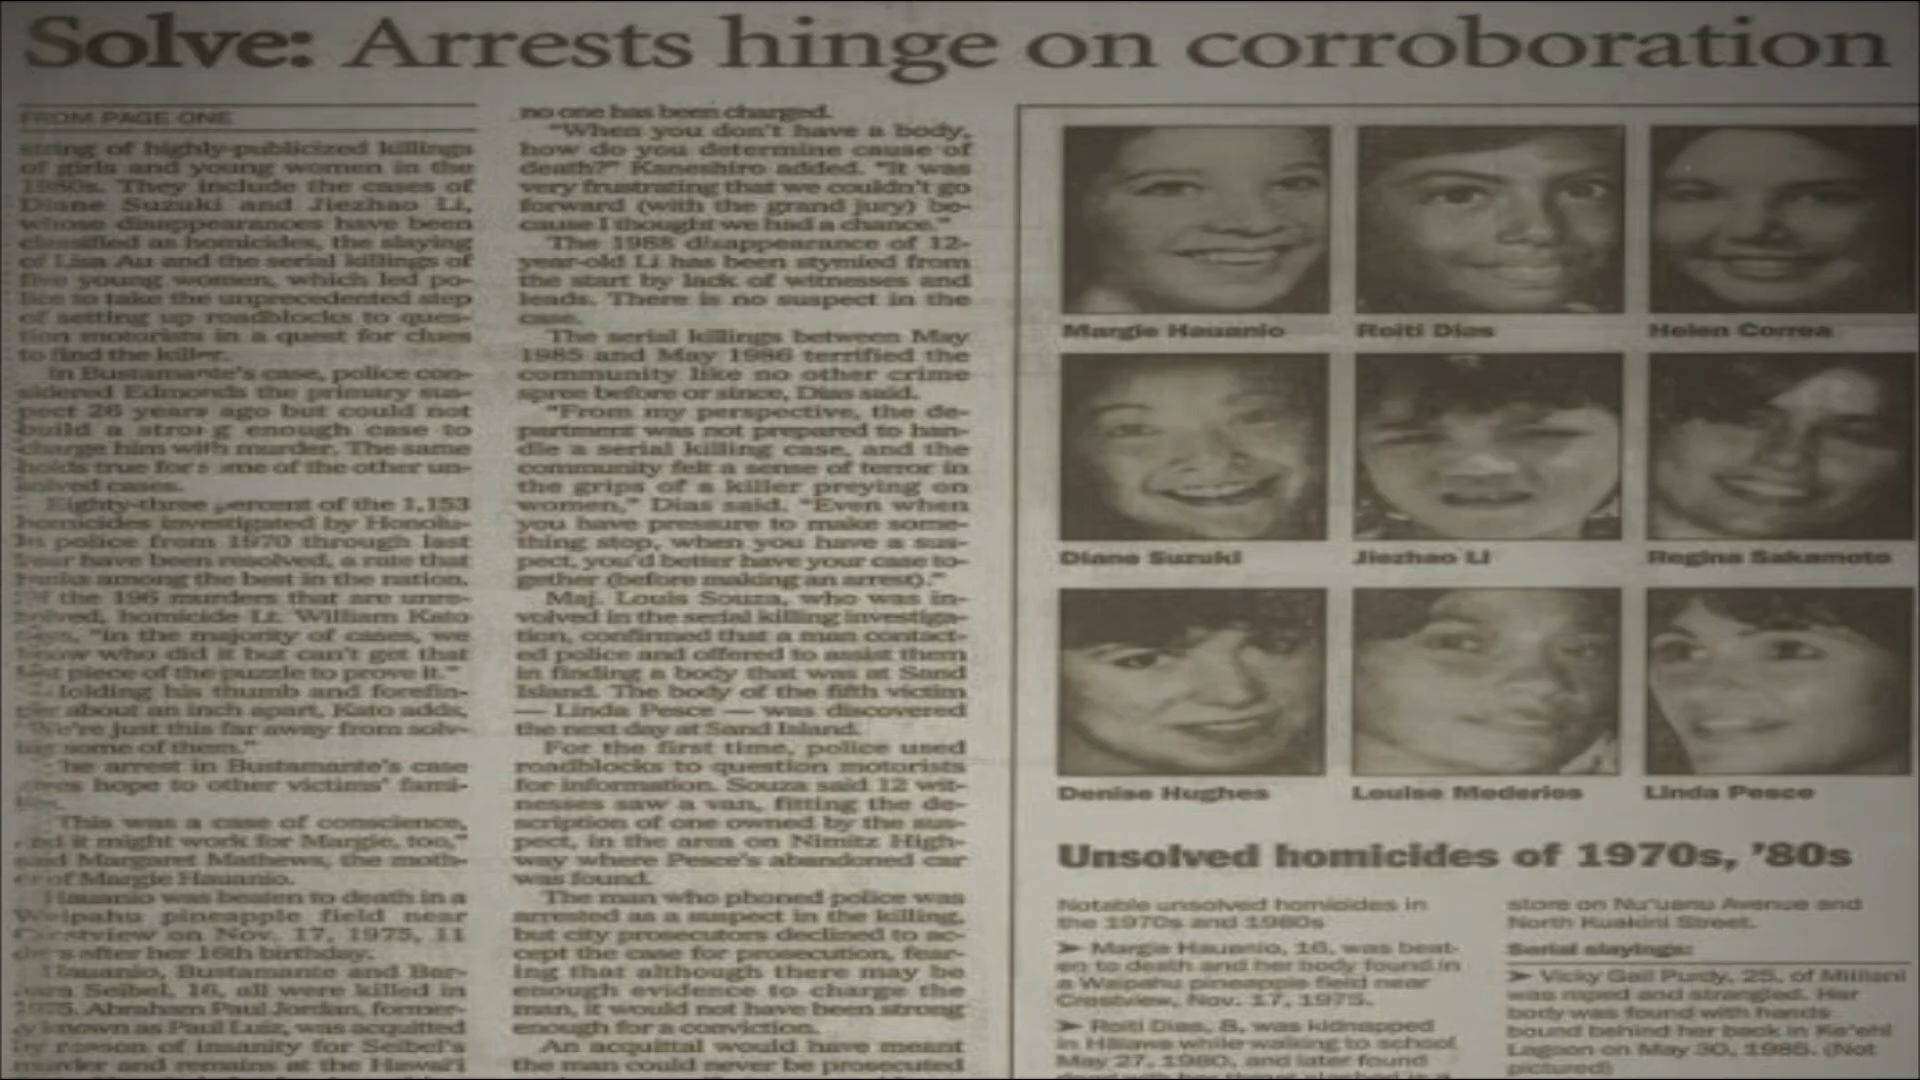 Solve: Arrests hinge on corroboration
FROM PAGE ONE
string of highly-publicized killings
of girls and young women in the
1980s. They include the cases of
Diane Suzuki and Jiezhao Li,
whose disappearances have been
classified as homicides, the slaying
of Lisa Au and the serial killings of
five young women, which led po-
lice to take the unprecedented step
of setting up roadblocks to ques-
tion motorists in a quest for clues
to find the killer.
In Bustamante's case, police con-
sidered Edmonds the primary sus-
pect 26 years ago but could not
build a strong enough case to
charge him with murder. The same
holds true for some of the other un-
solved cases.
Eighty-three percent of the 1,153
homicides investigated by Honolu-
lu police from 1970 through last
year have been resolved, a rate that
ranks among the best in the nation.
Of the 196 murders that are unre-
solved, homicide Lt. William Kato
says, "in the majority of cases, we
know who did it but can't get that
last piece of the puzzle to prove it."
Holding his thumb and forefin-
ger about an inch apart, Kato adds,
"We're just this far away from solv-
ing some of them."
The arrest in Bustamante's case
gives hope to other victims' fami-
lies.
"This was a case of conscience,
and it might work for Margie, too,"
said Margaret Mathews, the moth-
er of Margie Hauanio.
Hauanio was beaten to death in a
Waipahu pineapple field near
Crestview on Nov. 17, 1975, 11
days after her 16th birthday.
Hauanio, Bustamante and Bar-
bara Seibel, 16, all were killed in
1975. Abraham Paul Jordan, former-
ly known as Paul Luiz, was acquitted
by reason of insanity for Seibel's
murder and remains at the Hawai'i
no one has been charged.
"When you don't have a body,
how do you determine cause of
death?" Kaneshiro added. "It was
very frustrating that we couldn't go
forward (with the grand jury) be-
cause I thought we had a chance."
The 1988 disappearance of 12-
year-old Li has been stymied from
the start by lack of witnesses and
leads. There is no suspect in the
case.
The serial killings between May
1985 and May 1986 terrified the
community like no other crime
spree before or since, Dias said.
"From my perspective, the de-
partment was not prepared to han-
dle a serial killing case, and the
community felt a sense of terror in
the grips of a killer preying on
women," Dias said. "Even when
you have pressure to make some-
thing stop, when you have a sus-
pect, you'd better have your case to-
gether (before making an arrest)."
Maj. Louis Souza, who was in-
volved in the serial killing investiga-
tion, confirmed that a man contact-
ed police and offered to assist them
in finding a body that was at Sand
Island. The body of the fifth victim
— Linda Pesce — was discovered
the next day at Sand Island.
For the first time, police used
roadblocks to question motorists
for information. Souza said 12 wit-
nesses saw a van, fitting the de-
scription of one owned by the sus-
pect, in the area on Nimitz High-
way where Pesce's abandoned car
was found.
The man who phoned police was
arrested as a suspect in the killing,
but city prosecutors declined to ac-
cept the case for prosecution, fear-
ing that although there may be
enough evidence to charge the
man, it would not have been strong
enough for a conviction.
An acquittal would have meant
the man could never be prosecuted
Margie Hauanio
Roiti Dias
Helen Correa
Diane Suzuki
Jiezhao Li
Regina Sakamoto
Denise Hughes
Louise Mederios
Linda Pesce
Unsolved homicides of 1970s, '80s
Notable unsolved homicides in
the 1970s and 1980s
➤ Margie Hauanio, 16, was beat-
en to death and her body found in
a Waipahu pineapple field near
Crestview, Nov. 17, 1975.
➤ Roiti Dias, 8, was kidnapped
in Hālawa while walking to school
May 27, 1980, and later found
store on Nu'uanu Avenue and
North Kuakini Street.
Serial slayings:
➤ Vicky Gail Purdy, 25, of Mililani
was raped and strangled. Her
body was found with hands
bound behind her back in Ke'ehi
Lagoon on May 30, 1985. (Not
pictured)